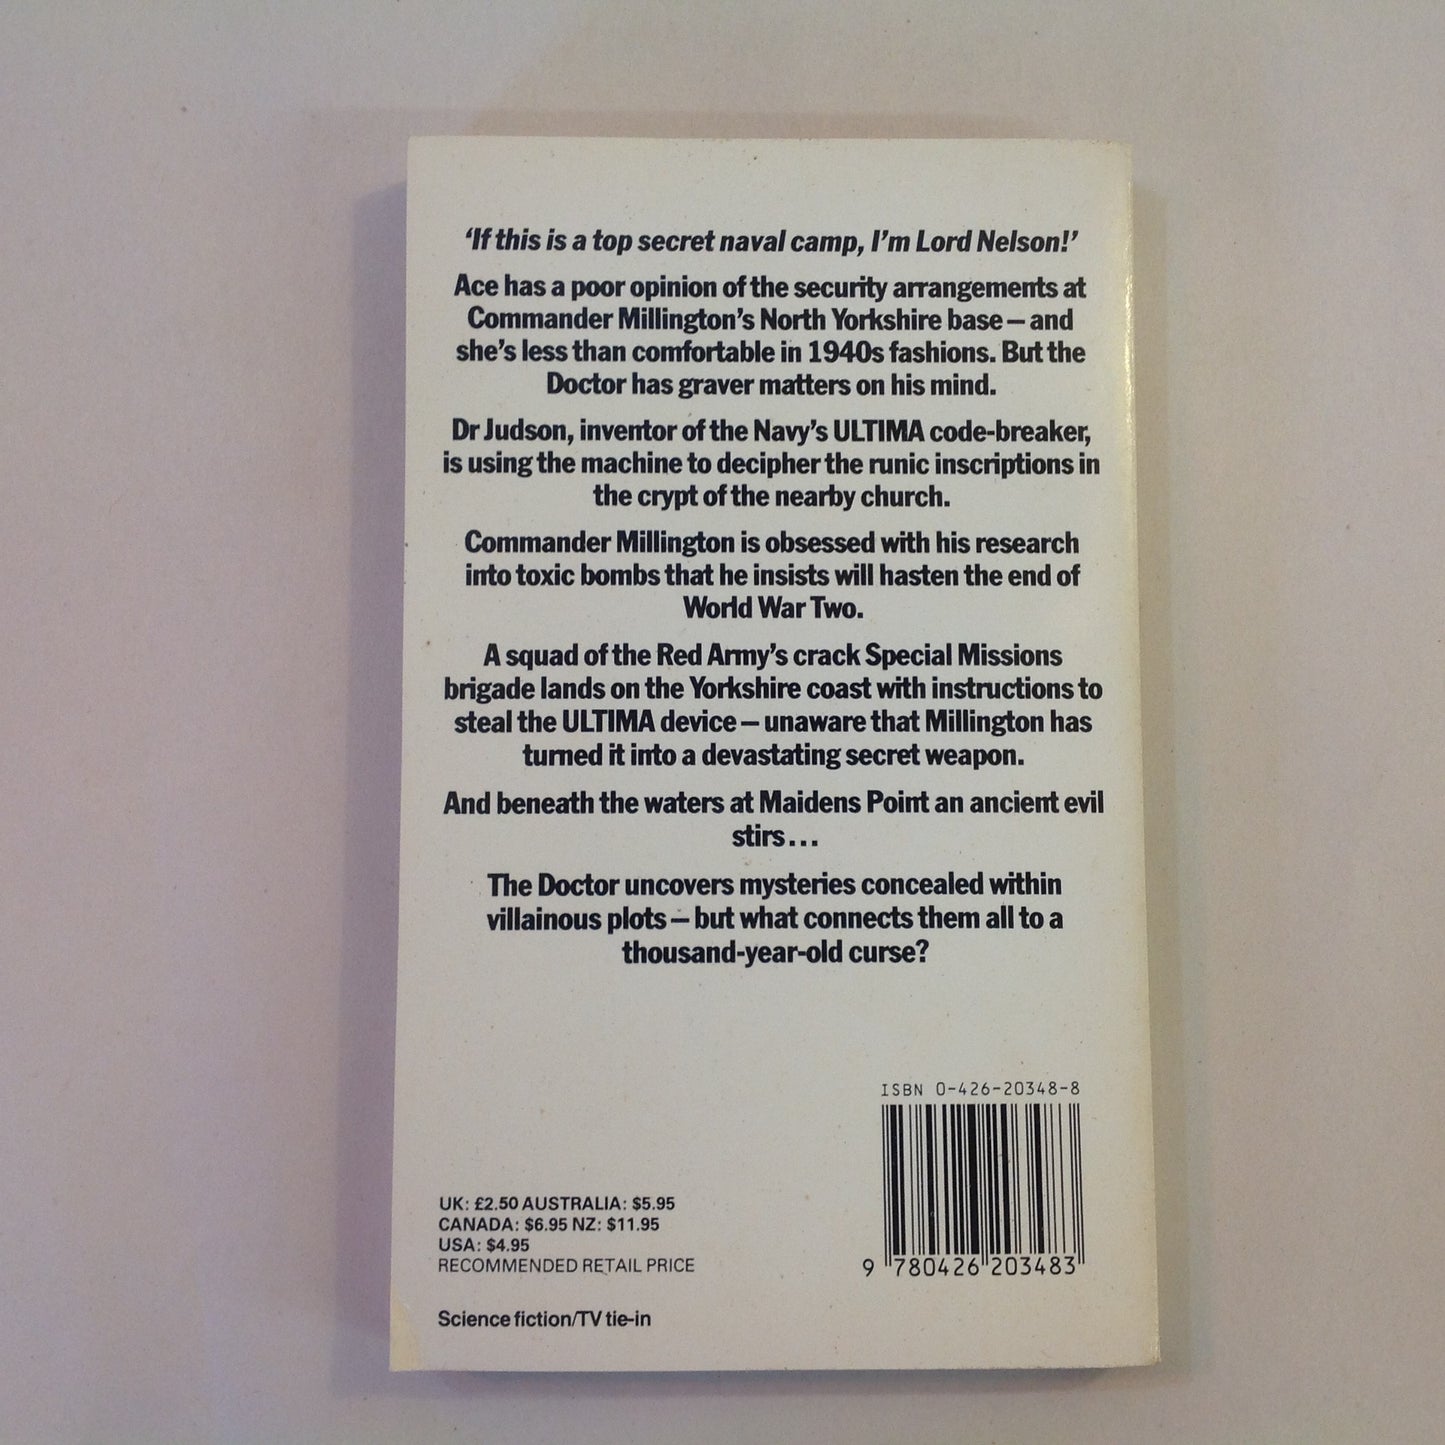 ‘If this is a top secret naval camp, I’m Lord Nelson!’
Ace has a poor opinion of the security arrangements at
Commander Millington’s North Yorkshire base – and
she’s less than comfortable in 1940s fashions. But the
Doctor has graver matters on his mind.
Dr Judson, inventor of the Navy’s ULTIMA code-breaker,
is using the machine to decipher the runic inscriptions in
the crypt of the nearby church.
Commander Millington is obsessed with his research
into toxic bombs that he insists will hasten the end of
World War Two.
A squad of the Red Army’s crack Special Missions
brigade lands on the Yorkshire coast with instructions to
steal the ULTIMA device – unaware that Millington has
turned it into a devastating secret weapon.
And beneath the waters at Maidens Point an ancient evil
stirs...
The Doctor uncovers mysteries concealed within
villainous plots – but what connects them all to a
thousand-year-old curse?
ISBN 0-426-20348-8
UK: £2.50 AUSTRALIA: $5.95
CANADA: $6.95 NZ: $11.95
USA: $4.95
RECOMMENDED RETAIL PRICE
9 780426 203483
Science fiction/TV tie-in